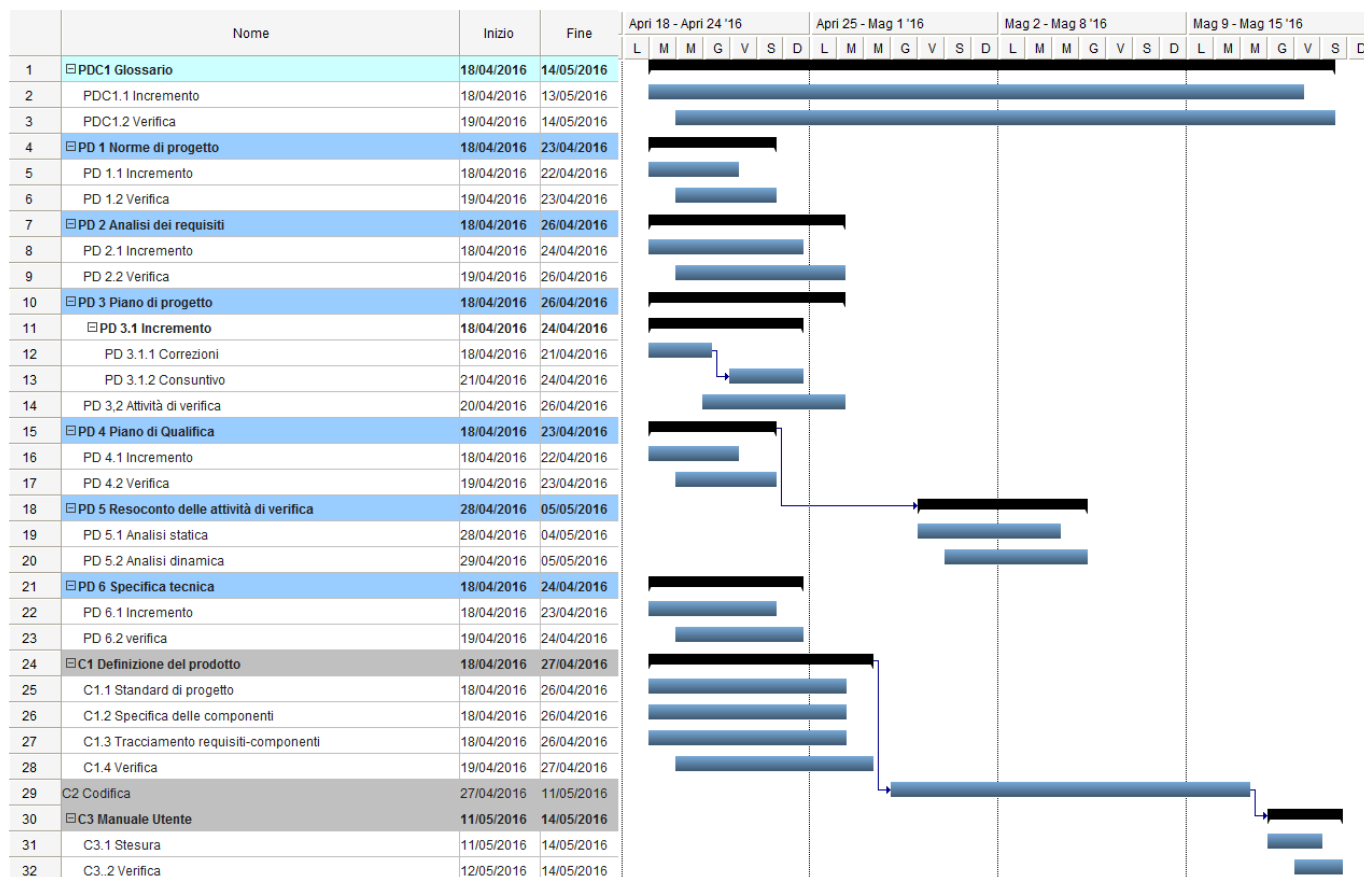 Nome Inizio Fine Apri 18 - Apri 24 '16 Apri 25 - Mag 1 '16 Mag 2 - Mag 8 '16 Mag 9 - Mag 15 '16
L M M G V S D L M M G V S D L M M G V S D L M M G V S D
1 PDC1 Glossario 18/04/2016 14/05/2016
2 PDC1.1 Incremento 18/04/2016 13/05/2016
3 PDC1.2 Verifica 19/04/2016 14/05/2016
4 PD 1 Norme di progetto 18/04/2016 23/04/2016
5 PD 1.1 Incremento 18/04/2016 22/04/2016
6 PD 1.2 Verifica 19/04/2016 23/04/2016
7 PD 2 Analisi dei requisiti 18/04/2016 26/04/2016
8 PD 2.1 Incremento 18/04/2016 24/04/2016
9 PD 2.2 Verifica 19/04/2016 26/04/2016
10 PD 3 Piano di progetto 18/04/2016 26/04/2016
11 PD 3.1 Incremento 18/04/2016 24/04/2016
12 PD 3.1.1 Correzioni 18/04/2016 21/04/2016
13 PD 3.1.2 Consuntivo 21/04/2016 24/04/2016
14 PD 3,2 Attività di verifica 20/04/2016 26/04/2016
15 PD 4 Piano di Qualifica 18/04/2016 23/04/2016
16 PD 4.1 Incremento 18/04/2016 22/04/2016
17 PD 4.2 Verifica 19/04/2016 23/04/2016
18 PD 5 Resoconto delle attività di verifica 28/04/2016 05/05/2016
19 PD 5.1 Analisi statica 28/04/2016 04/05/2016
20 PD 5.2 Analisi dinamica 29/04/2016 05/05/2016
21 PD 6 Specifica tecnica 18/04/2016 24/04/2016
22 PD 6.1 Incremento 18/04/2016 23/04/2016
23 PD 6.2 verifica 19/04/2016 24/04/2016
24 C1 Definizione del prodotto 18/04/2016 27/04/2016
25 C1.1 Standard di progetto 18/04/2016 26/04/2016
26 C1.2 Specifica delle componenti 18/04/2016 26/04/2016
27 C1.3 Tracciamento requisiti-componenti 18/04/2016 26/04/2016
28 C1.4 Verifica 19/04/2016 27/04/2016
29 C2 Codifica 27/04/2016 11/05/2016
30 C3 Manuale Utente 11/05/2016 14/05/2016
31 C3.1 Stesura 11/05/2016 14/05/2016
32 C3..2 Verifica 12/05/2016 14/05/2016